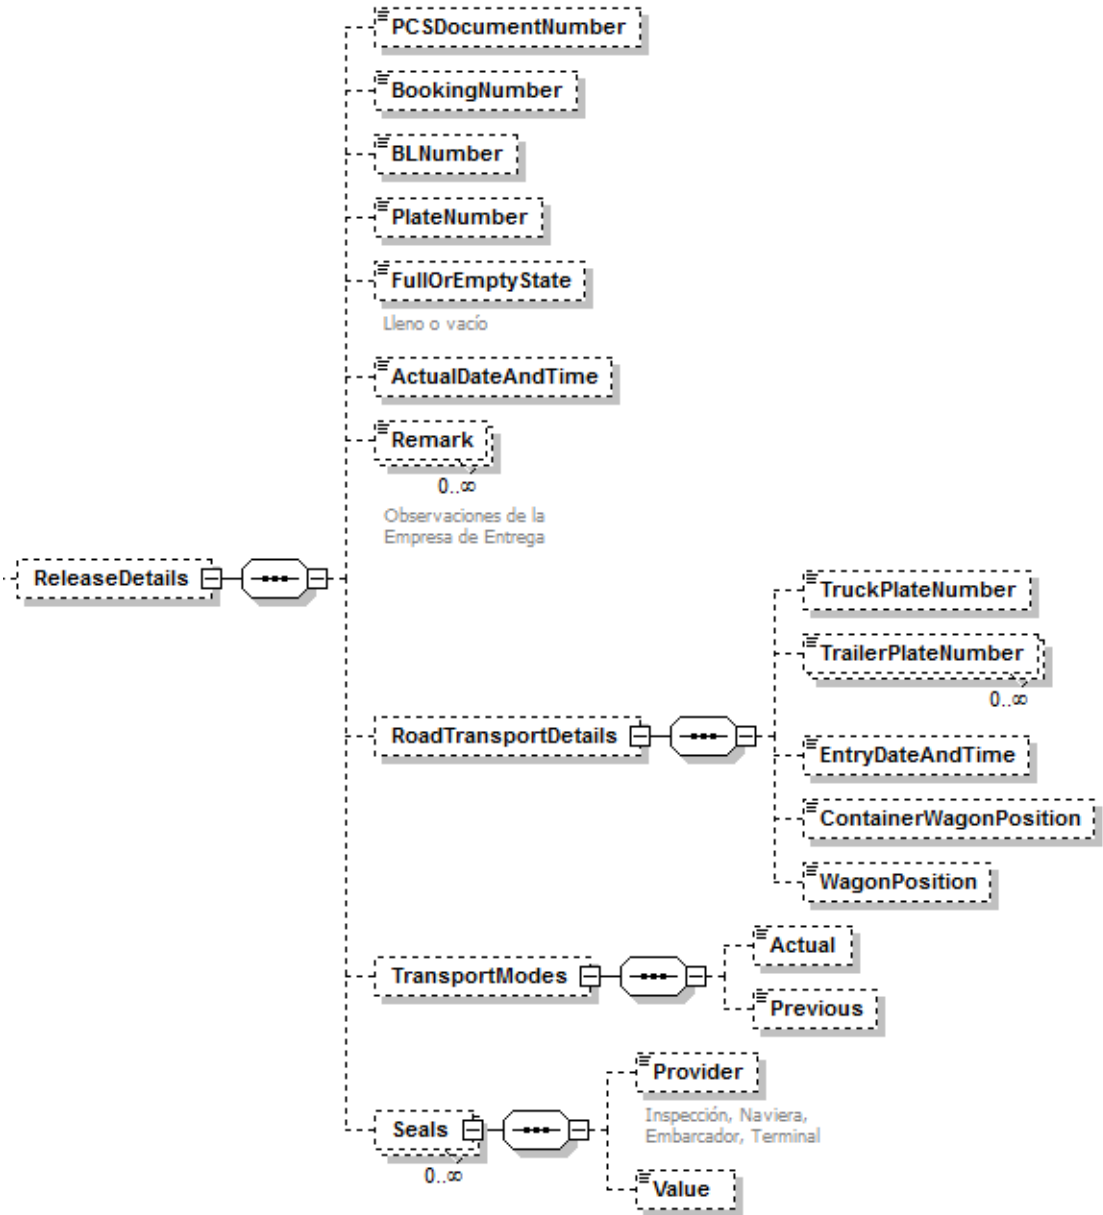 PCSDocumentNumber
BookingNumber
BLNumber
PlateNumber
FullOrEmptyState
Lleno o vacío
ActualDateAndTime
Remark
0..∞
Observaciones de la
Empresa de Entrega
ReleaseDetails
RoadTransportDetails
TruckPlateNumber
TrailerPlateNumber
0..∞
EntryDateAndTime
ContainerWagonPosition
WagonPosition
TransportModes
Actual
Previous
Seals
0..∞
Provider
Inspección, Naviera,
Embarcador, Terminal
Value